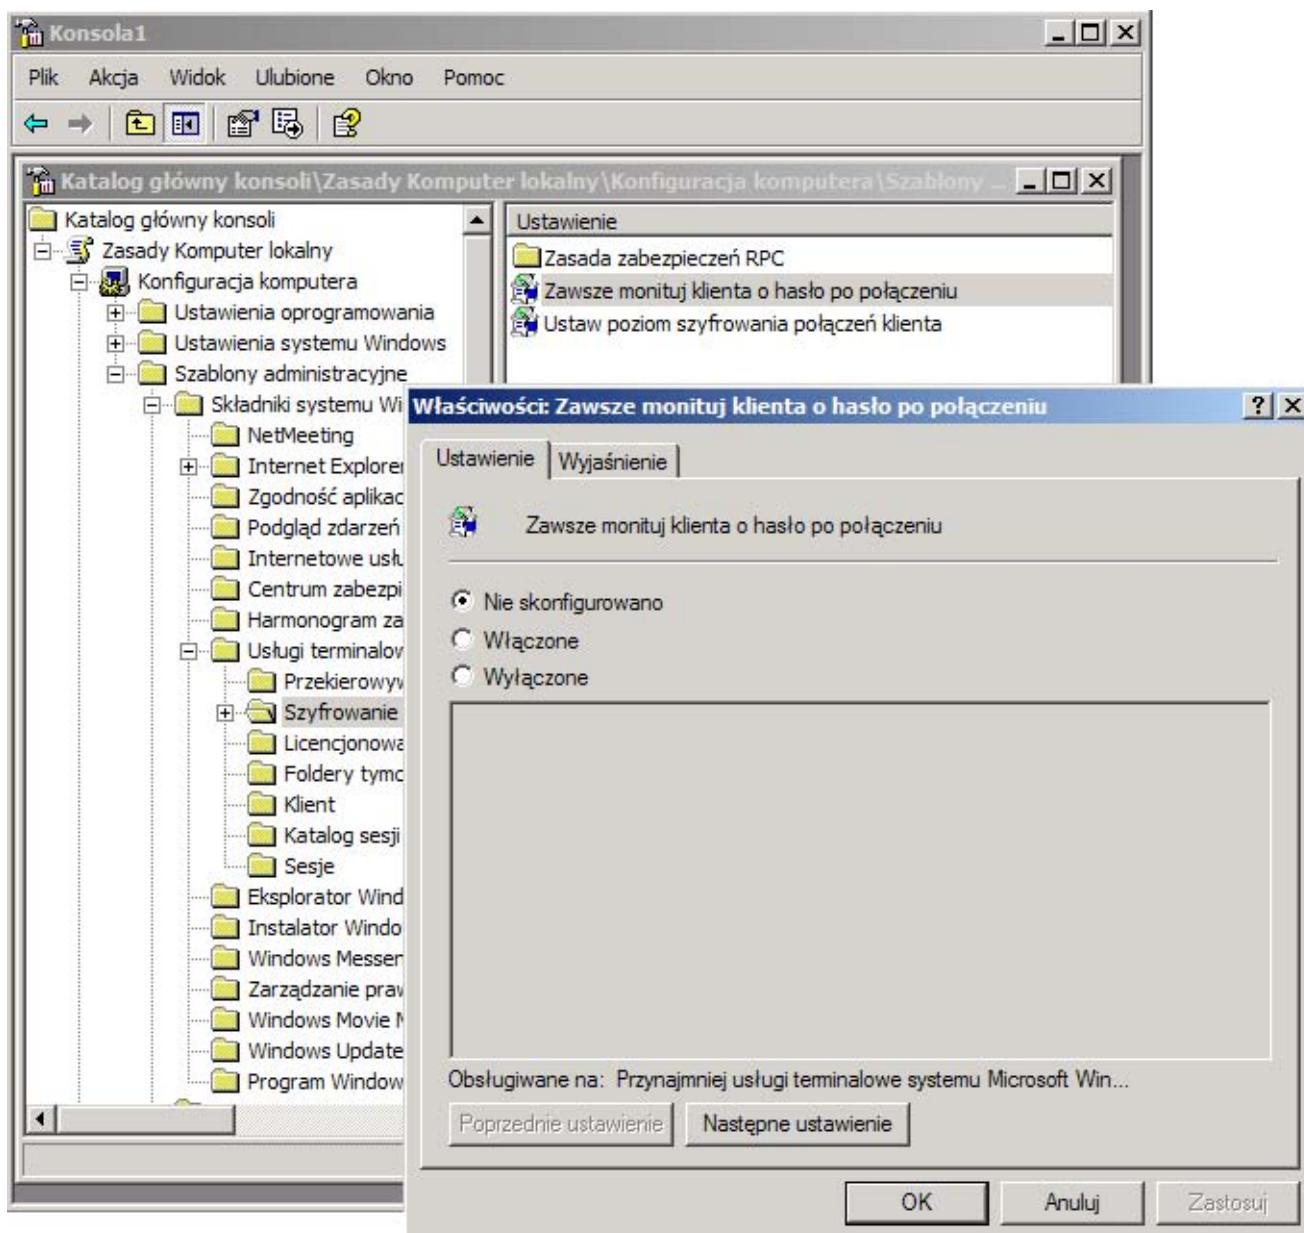 Konsola1
Plik Akcja Widok Ulubione Okno Pomoc
Katalog główny konsoli\Zasady Komputer lokalny\Konfiguracja komputera\Szablony ...
Katalog główny konsoli
Zasady Komputer lokalny
Konfiguracja komputera
Ustawienia oprogramowania
Ustawienia systemu Windows
Szablony administracyjne
Składniki systemu Wi
NetMeeting
Internet Explorer
Zgodność aplikac
Podgląd zdarzeń
Internetowe usłu
Centrum zabezpi
Harmonogram za
Usługi terminalow
Przekierowyw
Szyfrowanie
Licencjonowa
Foldery tymc
Klient
Katalog sesji
Sesje
Eksplorator Wind
Instalator Windo
Windows Messen
Zarządzanie praw
Windows Movie M
Windows Update
Program Window
Ustawienie
Zasada zabezpieczeń RPC
Zawsze monituj klienta o hasło po połączeniu
Ustaw poziom szyfrowania połączeń klienta
Właściwości: Zawsze monituj klienta o hasło po połączeniu
Ustawienie Wyjaśnienie
Zawsze monituj klienta o hasło po połączeniu
Nie skonfigurowano
Włączone
Wyłączone
Obsługiwane na: Przynajmniej usługi terminalowe systemu Microsoft Win...
Poprzednie ustawienie Następne ustawienie
OK Anuluj Zastosuj